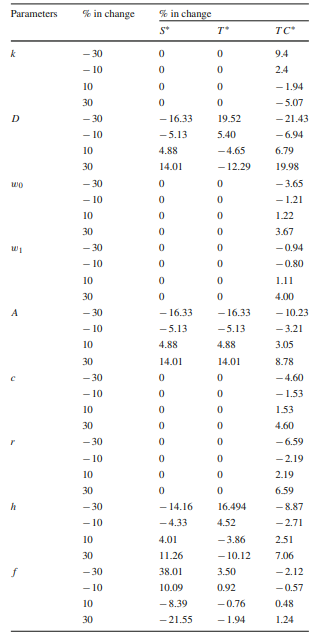 Parameters % in change % in change
S* T* TC*
k − 30 0 0 9.4
− 10 0 0 2.4
10 0 0 − 1.94
30 0 0 − 5.07
D − 30 − 16.33 19.52 − 21.43
− 10 − 5.13 5.40 − 6.94
10 4.88 − 4.65 6.79
30 14.01 − 12.29 19.98
w0 − 30 0 0 − 3.65
− 10 0 0 − 1.21
10 0 0 1.22
30 0 0 3.67
w1 − 30 0 0 − 0.94
− 10 0 0 − 0.80
10 0 0 1.11
30 0 0 4.00
A − 30 − 16.33 − 16.33 − 10.23
− 10 − 5.13 − 5.13 − 3.21
10 4.88 4.88 3.05
30 14.01 14.01 8.78
c − 30 0 0 − 4.60
− 10 0 0 − 1.53
10 0 0 1.53
30 0 0 4.60
r − 30 0 0 − 6.59
− 10 0 0 − 2.19
10 0 0 2.19
30 0 0 6.59
h − 30 − 14.16 16.494 − 8.87
− 10 − 4.33 4.52 − 2.71
10 4.01 − 3.86 2.51
30 11.26 − 10.12 7.06
f − 30 38.01 3.50 − 2.12
− 10 10.09 0.92 − 0.57
10 − 8.39 − 0.76 0.48
30 − 21.55 − 1.94 1.24